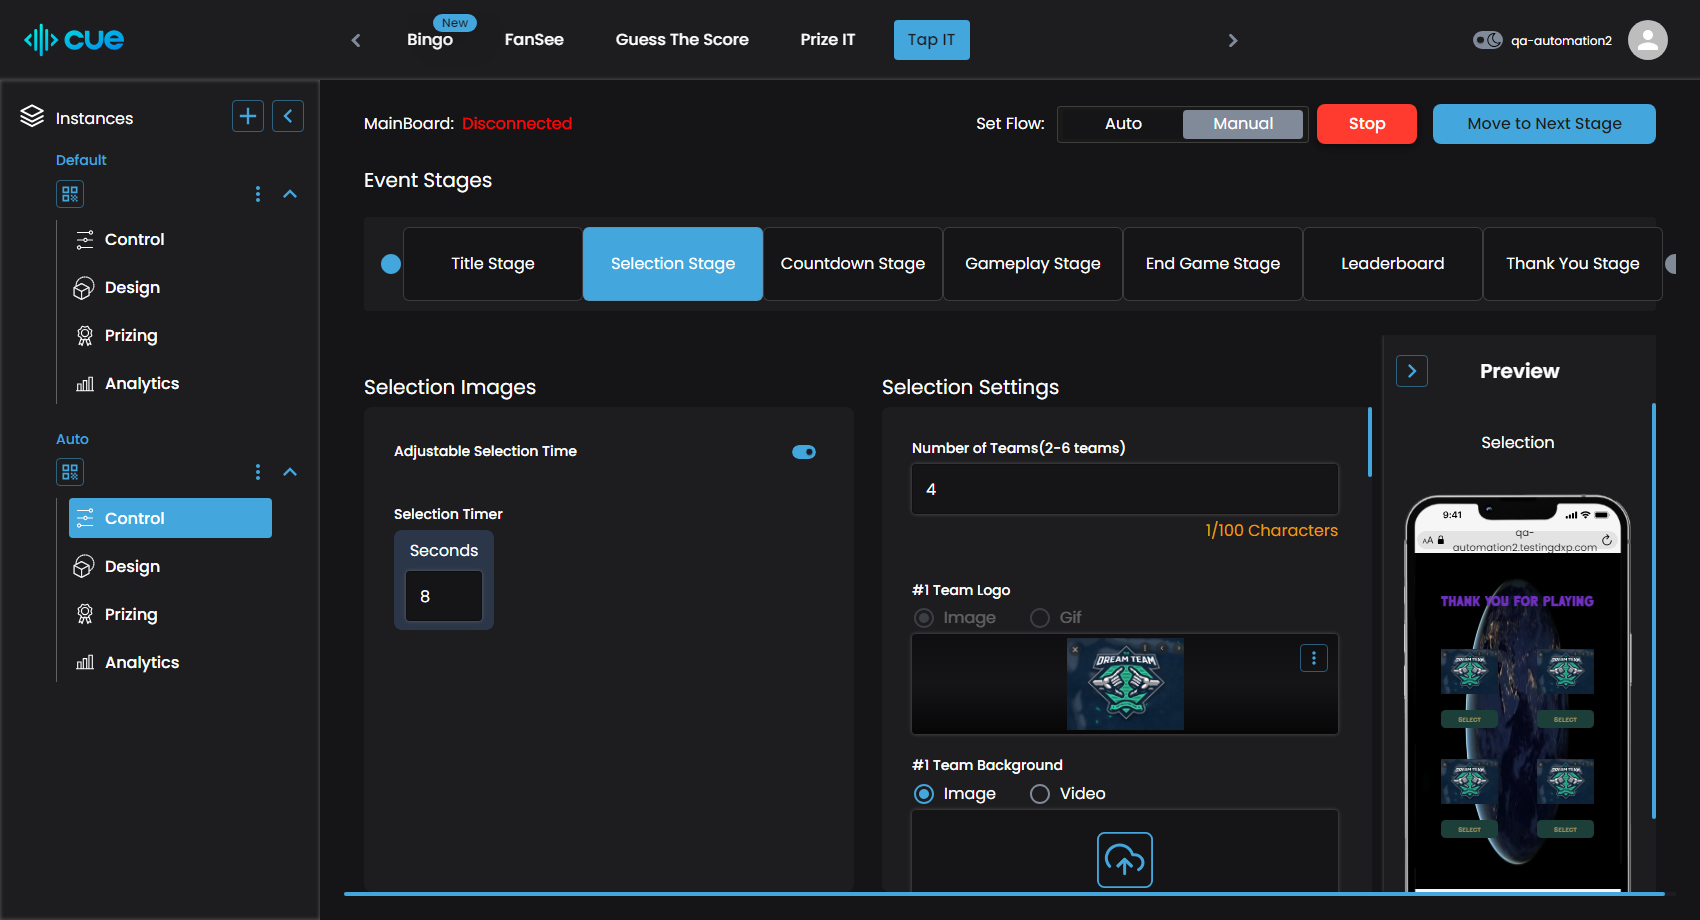 cue
New
Bingo
FanSee
Guess The Score
Prize IT
Tap IT
qa-automation2
Instances
Default
Control
Design
Prizing
Analytics
Auto
Control
Design
Prizing
Analytics
MainBoard: Disconnected
Set Flow:
Auto
Manual
Stop
Move to Next Stage
Event Stages
Title Stage
Selection Stage
Countdown Stage
Gameplay Stage
End Game Stage
Leaderboard
Thank You Stage
Selection Images
Adjustable Selection Time
Selection Timer
Seconds
8
Selection Settings
Number of Teams(2-6 teams)
4
1/100 Characters
#1 Team Logo
Image
Gif
DREAM TEAM
#1 Team Background
Image
Video
Preview
Selection
9:41
AA
qa-
automation2.testingdxp.com
THANK YOU FOR PLAYING
DREAM TEAM
DREAM TEAM
SELECT
SELECT
DREAM TEAM
DREAM TEAM
SELECT
SELECT